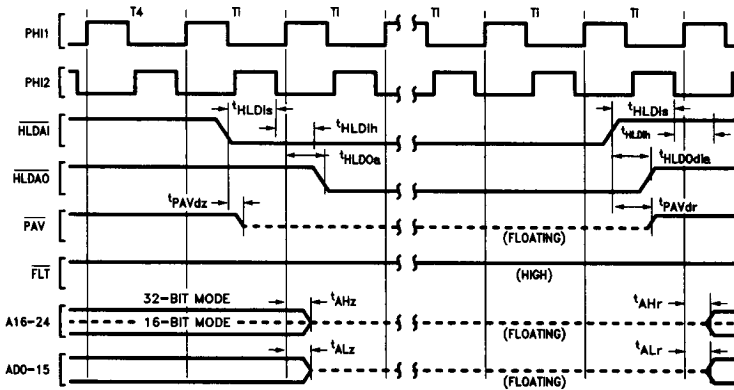 T4 Ti Ti Ti Ti Ti
PHI1
PHI2
tHLDIs tHLDIs
HLDAI tHLDIh tHLDIh
tHLDOa tHLDOdia
HLDAO
tPAVdz tPAVdr
PAV (FLOATING)
FLT (HIGH)
32-BIT MODE tAHz tAHr
A16-24 16-BIT MODE (FLOATING)
tALz tALr
AD0-15 (FLOATING)